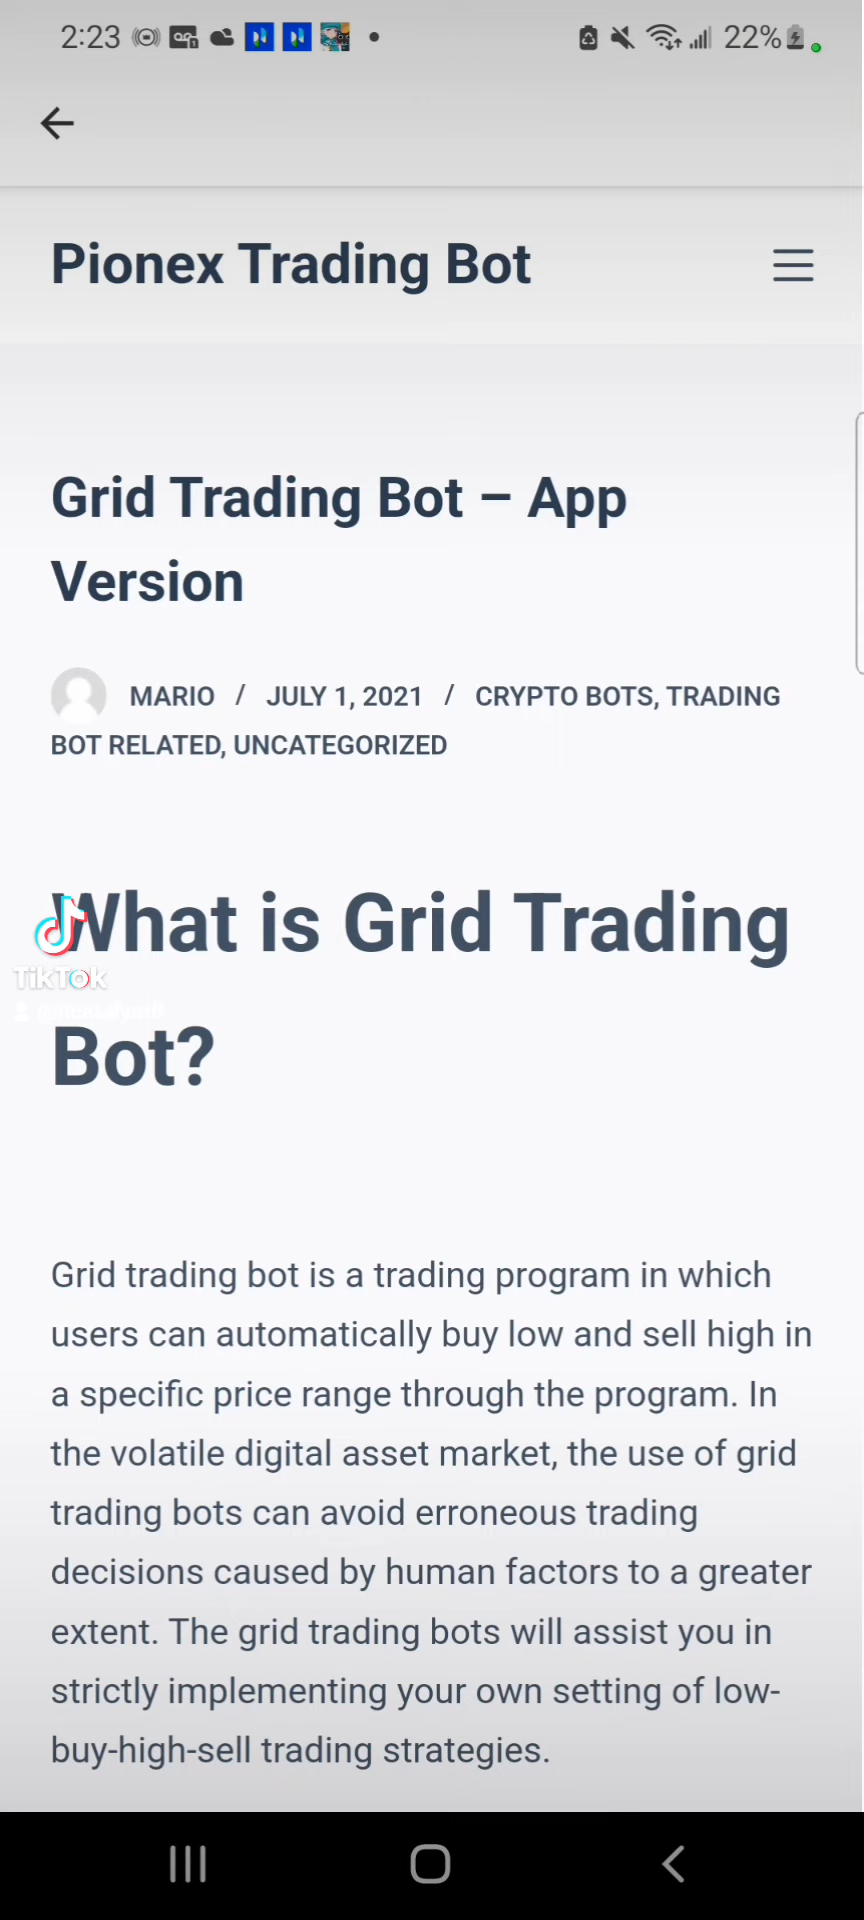 2:23
22%
Pionex Trading Bot
Grid Trading Bot – App
Version
MARIO / JULY 1, 2021 / CRYPTO BOTS, TRADING
BOT RELATED, UNCATEGORIZED
What is Grid Trading
TikTok
Bot?
Grid trading bot is a trading program in which
users can automatically buy low and sell high in
a specific price range through the program. In
the volatile digital asset market, the use of grid
trading bots can avoid erroneous trading
decisions caused by human factors to a greater
extent. The grid trading bots will assist you in
strictly implementing your own setting of low-
buy-high-sell trading strategies.